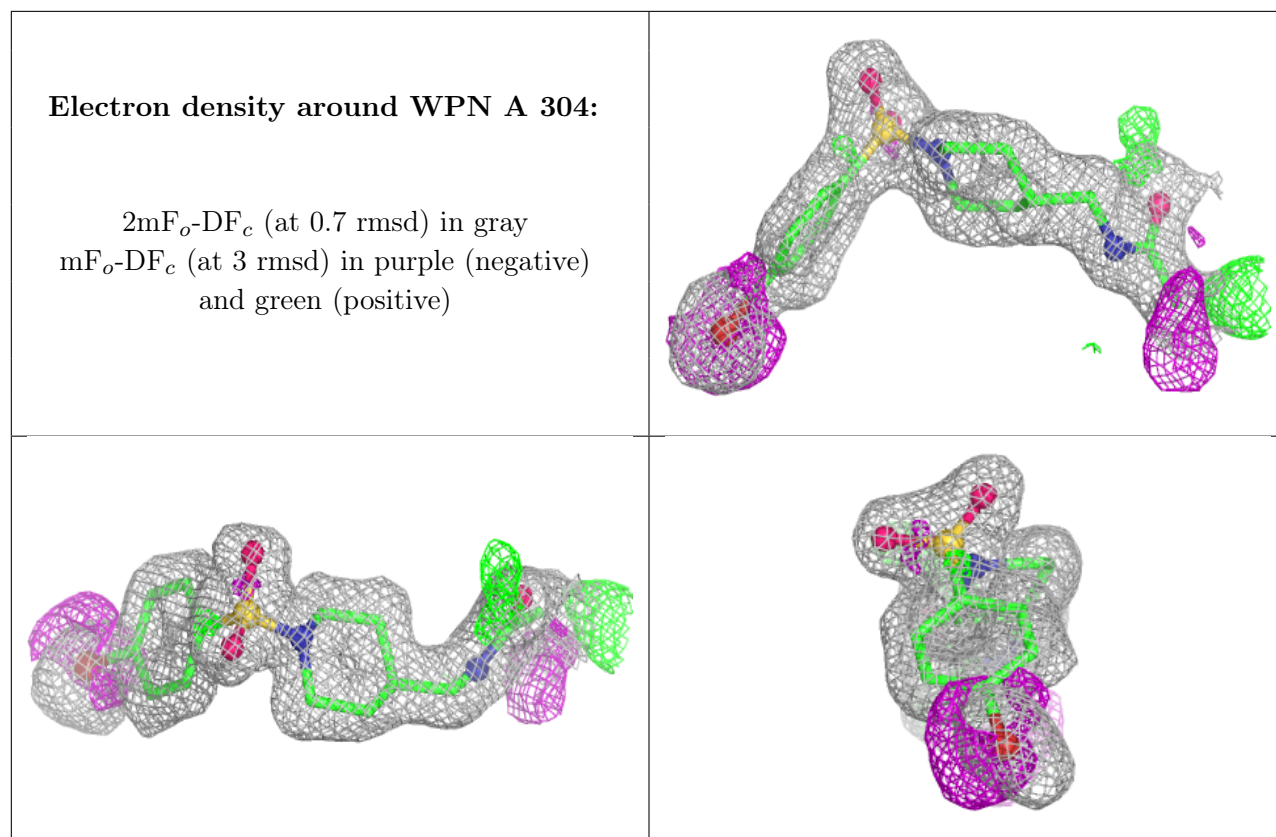 Electron density around WPN A 304:
2mFo-DFc (at 0.7 rmsd) in gray
mFo-DFc (at 3 rmsd) in purple (negative)
and green (positive)